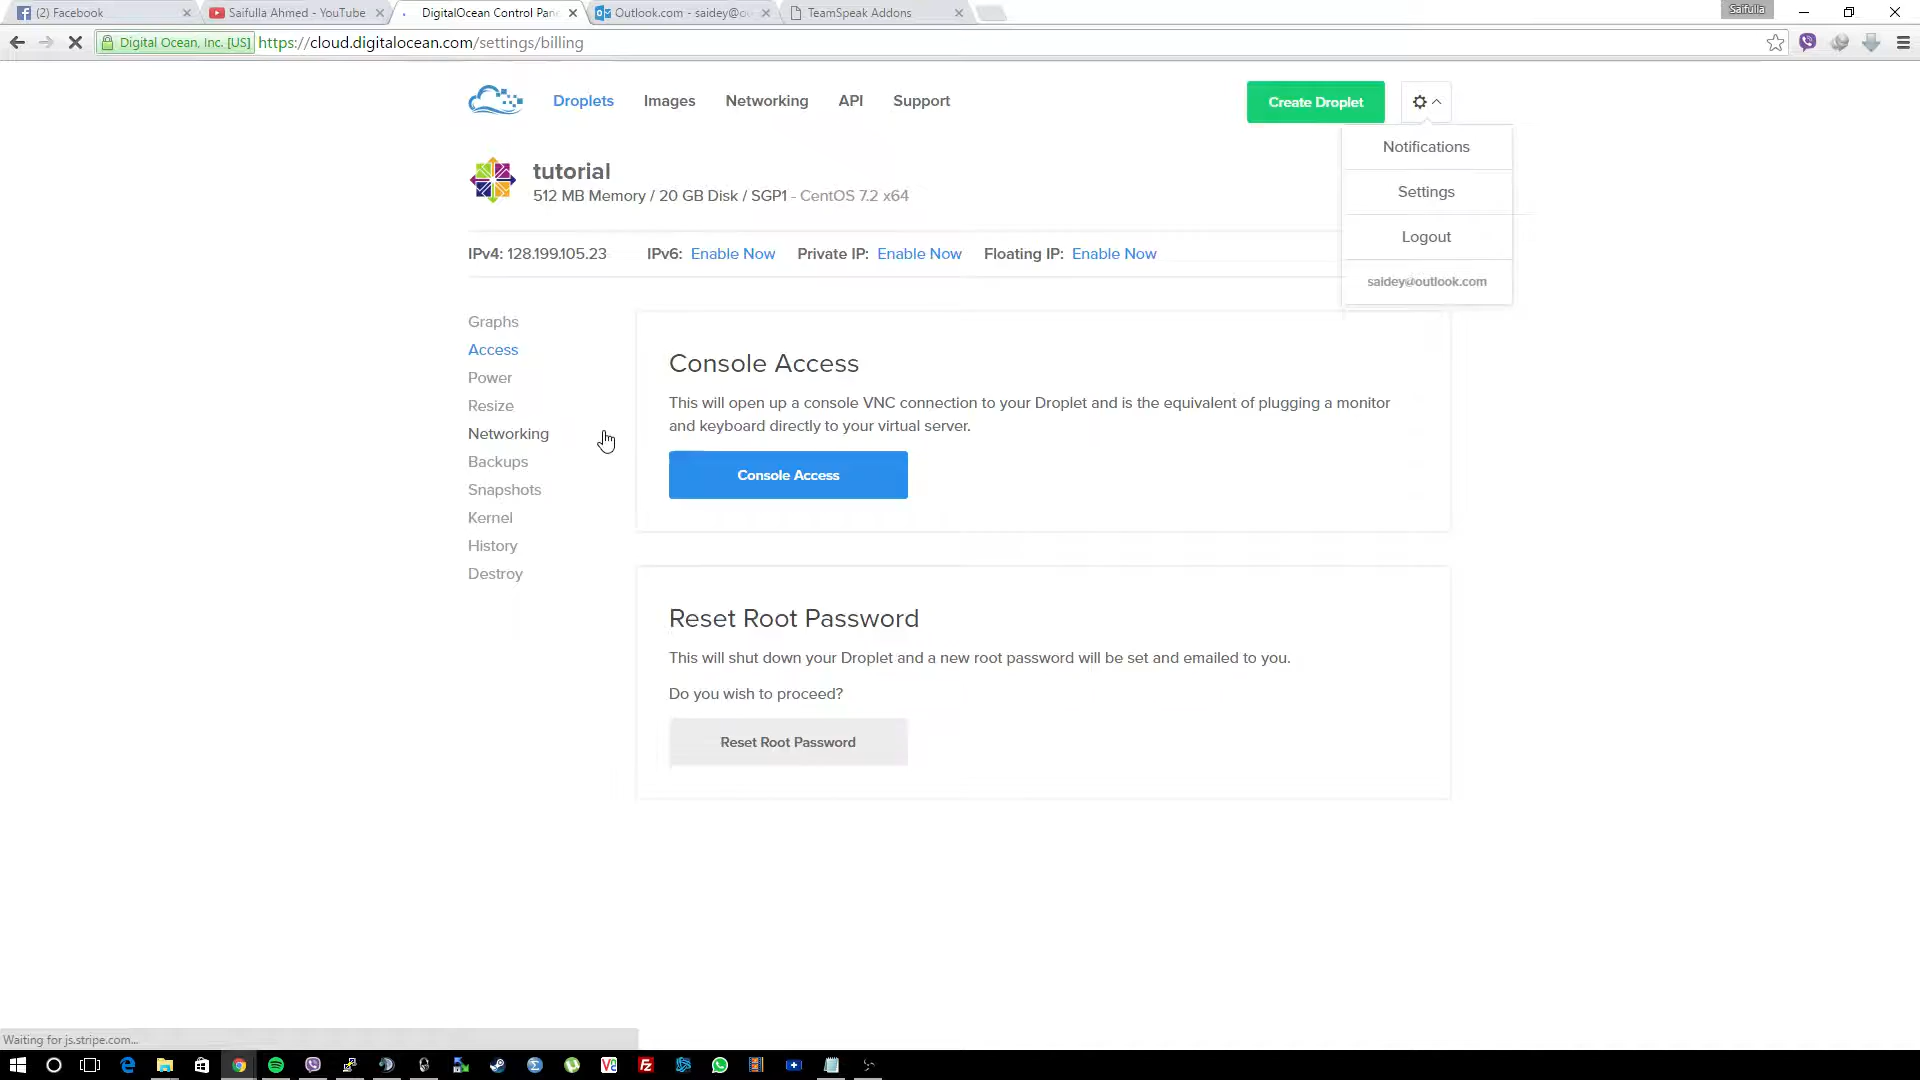 (2) Facebook
Saifulla Ahmed - YouTube
DigitalOcean Control Pane
Outlook.com - saidey@ou
TeamSpeak Addons
Saifulla
Digital Ocean, Inc. [US]
https://cloud.digitalocean.com/settings/billing
Droplets
Images
Networking
API
Support
Create Droplet
Notifications
Settings
Logout
saidey@outlook.com
tutorial
512 MB Memory / 20 GB Disk / SGP1 - CentOS 7.2 x64
IPv4: 128.199.105.23 IPv6: Enable Now Private IP: Enable Now Floating IP: Enable Now
Graphs
Access
Power
Resize
Networking
Backups
Snapshots
Kernel
History
Destroy
Console Access
This will open up a console VNC connection to your Droplet and is the equivalent of plugging a monitor
and keyboard directly to your virtual server.
Console Access
Reset Root Password
This will shut down your Droplet and a new root password will be set and emailed to you.
Do you wish to proceed?
Reset Root Password
Waiting for js.stripe.com...